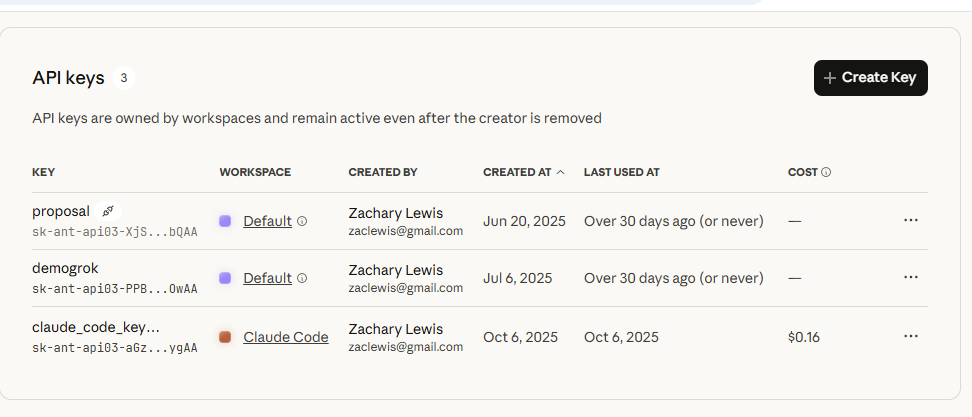 API keys 3
+ Create Key
API keys are owned by workspaces and remain active even after the creator is removed
KEY WORKSPACE CREATED BY CREATED AT LAST USED AT COST
proposal
sk-ant-api03-XjS...bQAA
Default
Zachary Lewis
zaclewis@gmail.com
Jun 20, 2025
Over 30 days ago (or never)
—
demogrok
sk-ant-api03-PPB...OwAA
Default
Zachary Lewis
zaclewis@gmail.com
Jul 6, 2025
Over 30 days ago (or never)
—
claude_code_key...
sk-ant-api03-aGz...ygAA
Claude Code
Zachary Lewis
zaclewis@gmail.com
Oct 6, 2025
Oct 6, 2025
$0.16